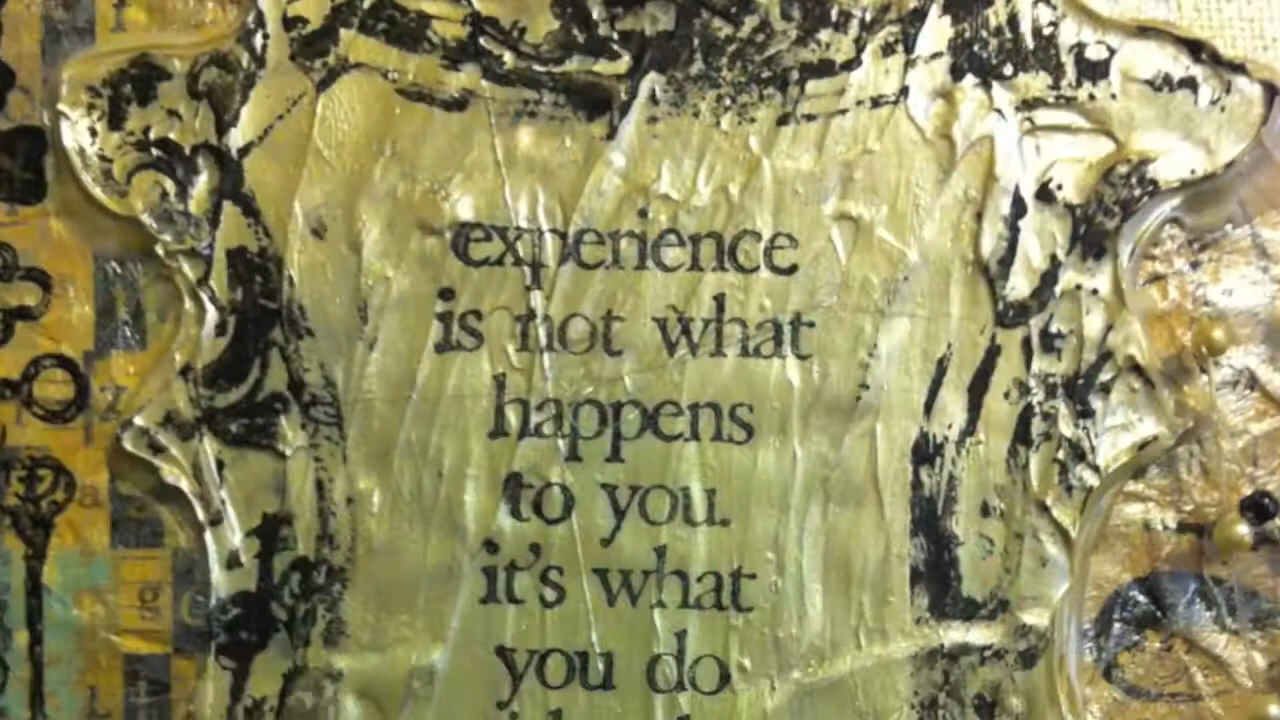 experience
is not what
happens
to you.
it's what
you do